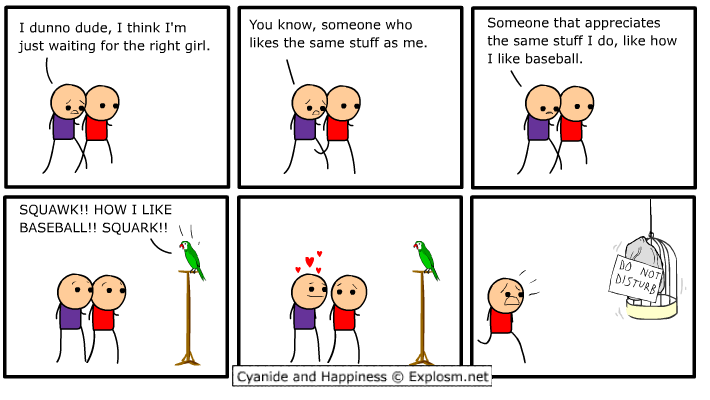 I dunno dude, I think I'm
just waiting for the right girl.
You know, someone who
likes the same stuff as me.
Someone that appreciates
the same stuff I do, like how
I like baseball.
SQUAWK!! HOW I LIKE
BASEBALL!! SQUARK!!
DO NOT
DISTURB
Cyanide and Happiness © Explosm.net